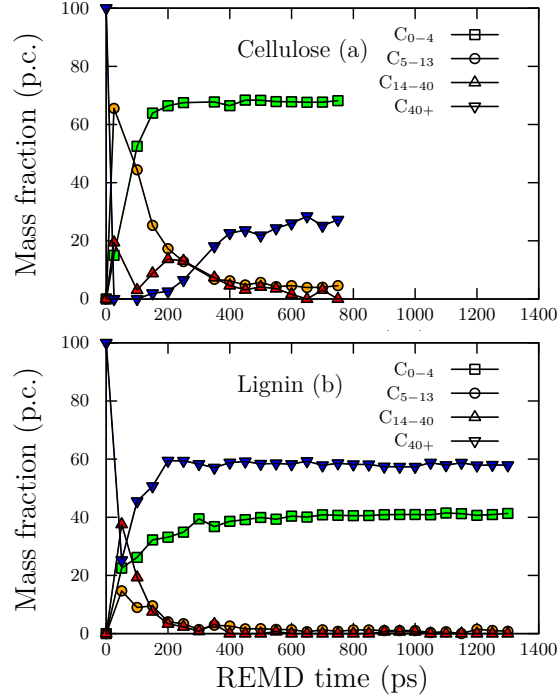 Mass fraction (p.c.)
100
80
60
40
20
0
Cellulose (a)
C0−4
C5−13
C14−40
C40+
0 200 400 600 800 1000 1200 1400
Mass fraction (p.c.)
100
80
60
40
20
0
Lignin (b)
C0−4
C5−13
C14−40
C40+
0 200 400 600 800 1000 1200 1400
REMD time (ps)